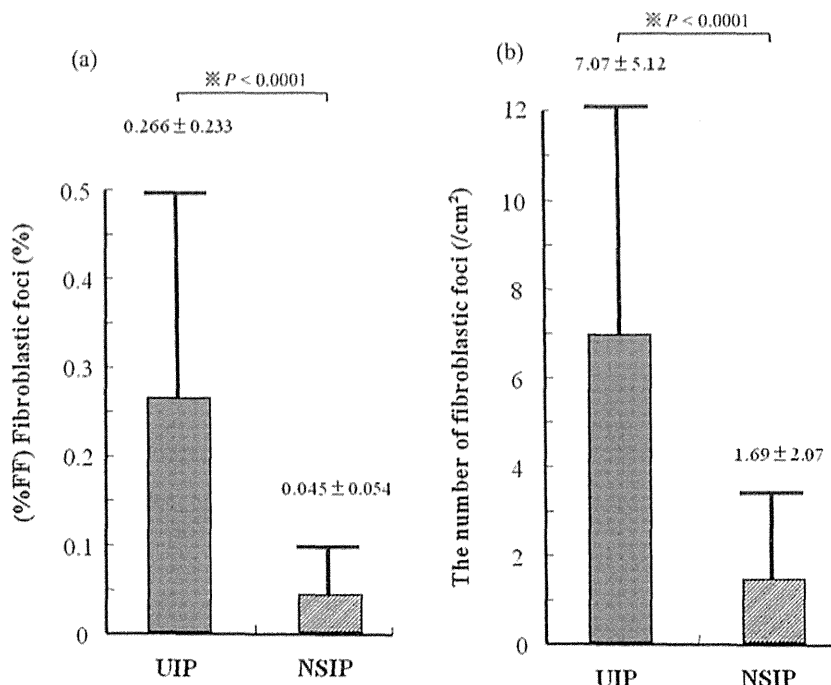 (a)
※ P < 0.0001
0.266±0.233
0.5
0.4
0.3
0.2
0.1
0
(%FF) Fibroblastic foci (%)
0.045±0.054
UIP
NSIP
(b)
※ P < 0.0001
7.07±5.12
12
10
8
6
4
2
0
The number of fibroblastic foci (/cm²)
1.69±2.07
UIP
NSIP